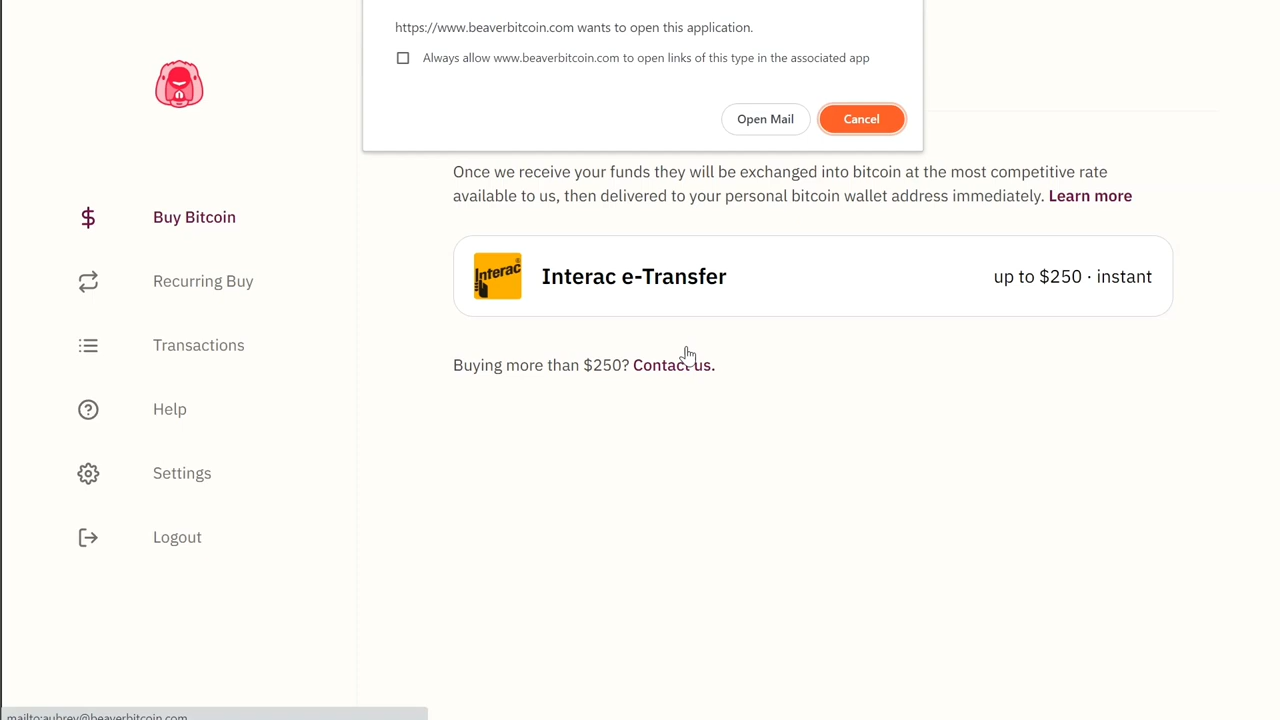 https://www.beaverbitcoin.com wants to open this application.
Always allow www.beaverbitcoin.com to open links of this type in the associated app
Open Mail
Cancel
Once we receive your funds they will be exchanged into bitcoin at the most competitive rate
available to us, then delivered to your personal bitcoin wallet address immediately. Learn more
Interac®
Interac e-Transfer
up to $250 · instant
Buying more than $250? Contact us.
Buy Bitcoin
Recurring Buy
Transactions
Help
Settings
Logout
mailto:aubrey@beaverbitcoin.com